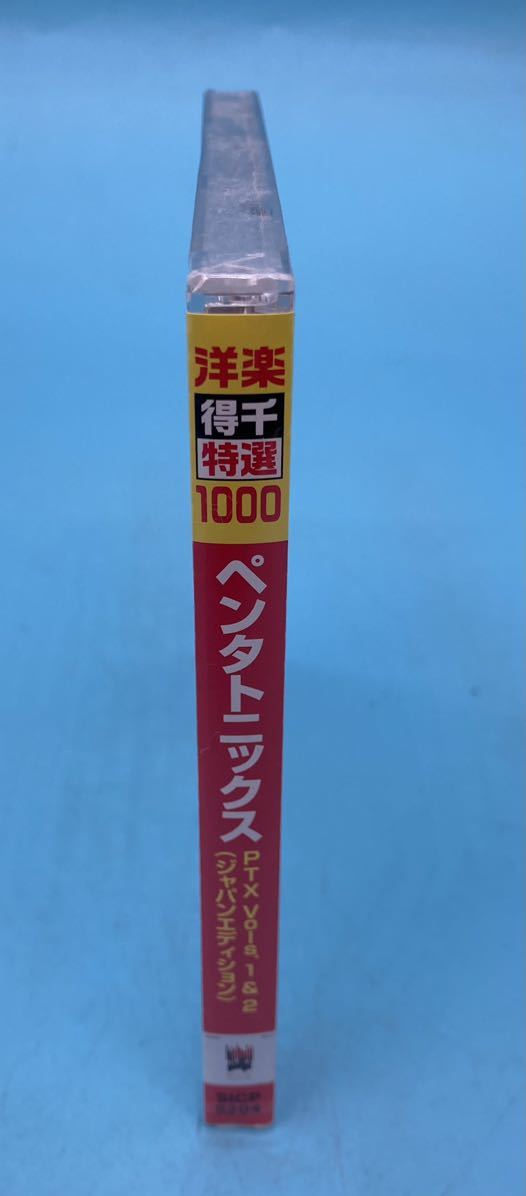 洋楽
得千
特選
1000
ペンタトニックス
PTX Vols. 1 & 2
(ジャパンエディション)
SICP